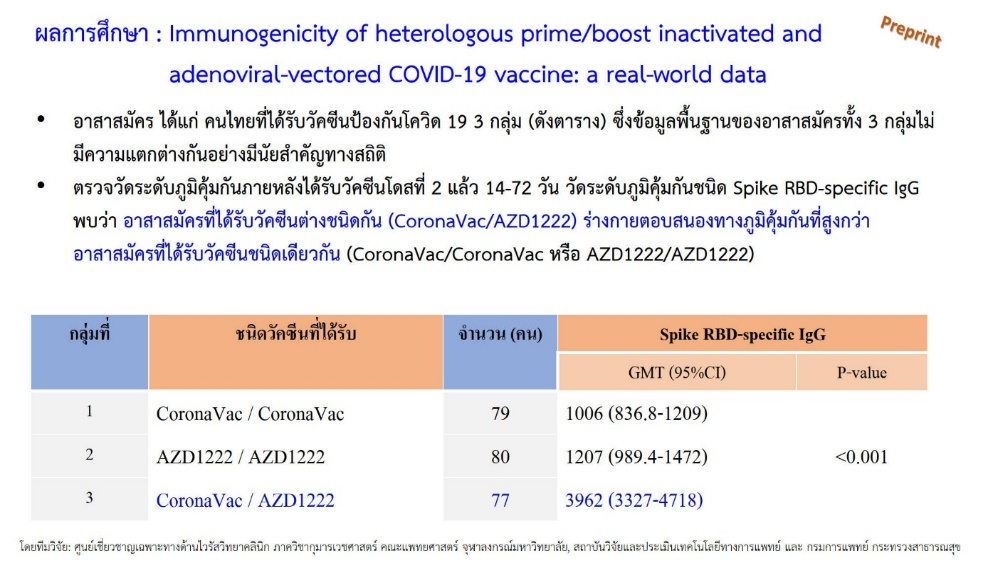 ผลการศึกษา : Immunogenicity of heterologous prime/boost inactivated and
adenoviral-vectored COVID-19 vaccine: a real-world data
Preprint
• อาสาสมัคร ได้แก่ คนไทยที่ได้รับวัคซีนป้องกันโควิด 19 3 กลุ่ม (ดังตาราง) ซึ่งข้อมูลพื้นฐานของอาสาสมัครทั้ง 3 กลุ่มไม่
มีความแตกต่างกันอย่างมีนัยสำคัญทางสถิติ
• ตรวจวัดระดับภูมิคุ้มกันภายหลังได้รับวัคซีนโดสที่ 2 แล้ว 14-72 วัน วัดระดับภูมิคุ้มกันชนิด Spike RBD-specific IgG
พบว่า อาสาสมัครที่ได้รับวัคซีนต่างชนิดกัน (CoronaVac/AZD1222) ร่างกายตอบสนองทางภูมิคุ้มกันที่สูงกว่า
อาสาสมัครที่ได้รับวัคซีนชนิดเดียวกัน (CoronaVac/CoronaVac หรือ AZD1222/AZD1222)
กลุ่มที่ ชนิดวัคซีนที่ได้รับ จำนวน (คน) Spike RBD-specific IgG
GMT (95%CI) P-value
1 CoronaVac / CoronaVac 79 1006 (836.8-1209)
2 AZD1222 / AZD1222 80 1207 (989.4-1472) <0.001
3 CoronaVac / AZD1222 77 3962 (3327-4718)
โดยทีมวิจัย: ศูนย์เชี่ยวชาญเฉพาะทางด้านไวรัสวิทยาคลินิก ภาควิชากุมารเวชศาสตร์ คณะแพทยศาสตร์ จุฬาลงกรณ์มหาวิทยาลัย, สถาบันวิจัยและประเมินเทคโนโลยีทางการแพทย์ และ กรมการแพทย์ กระทรวงสาธารณสุข